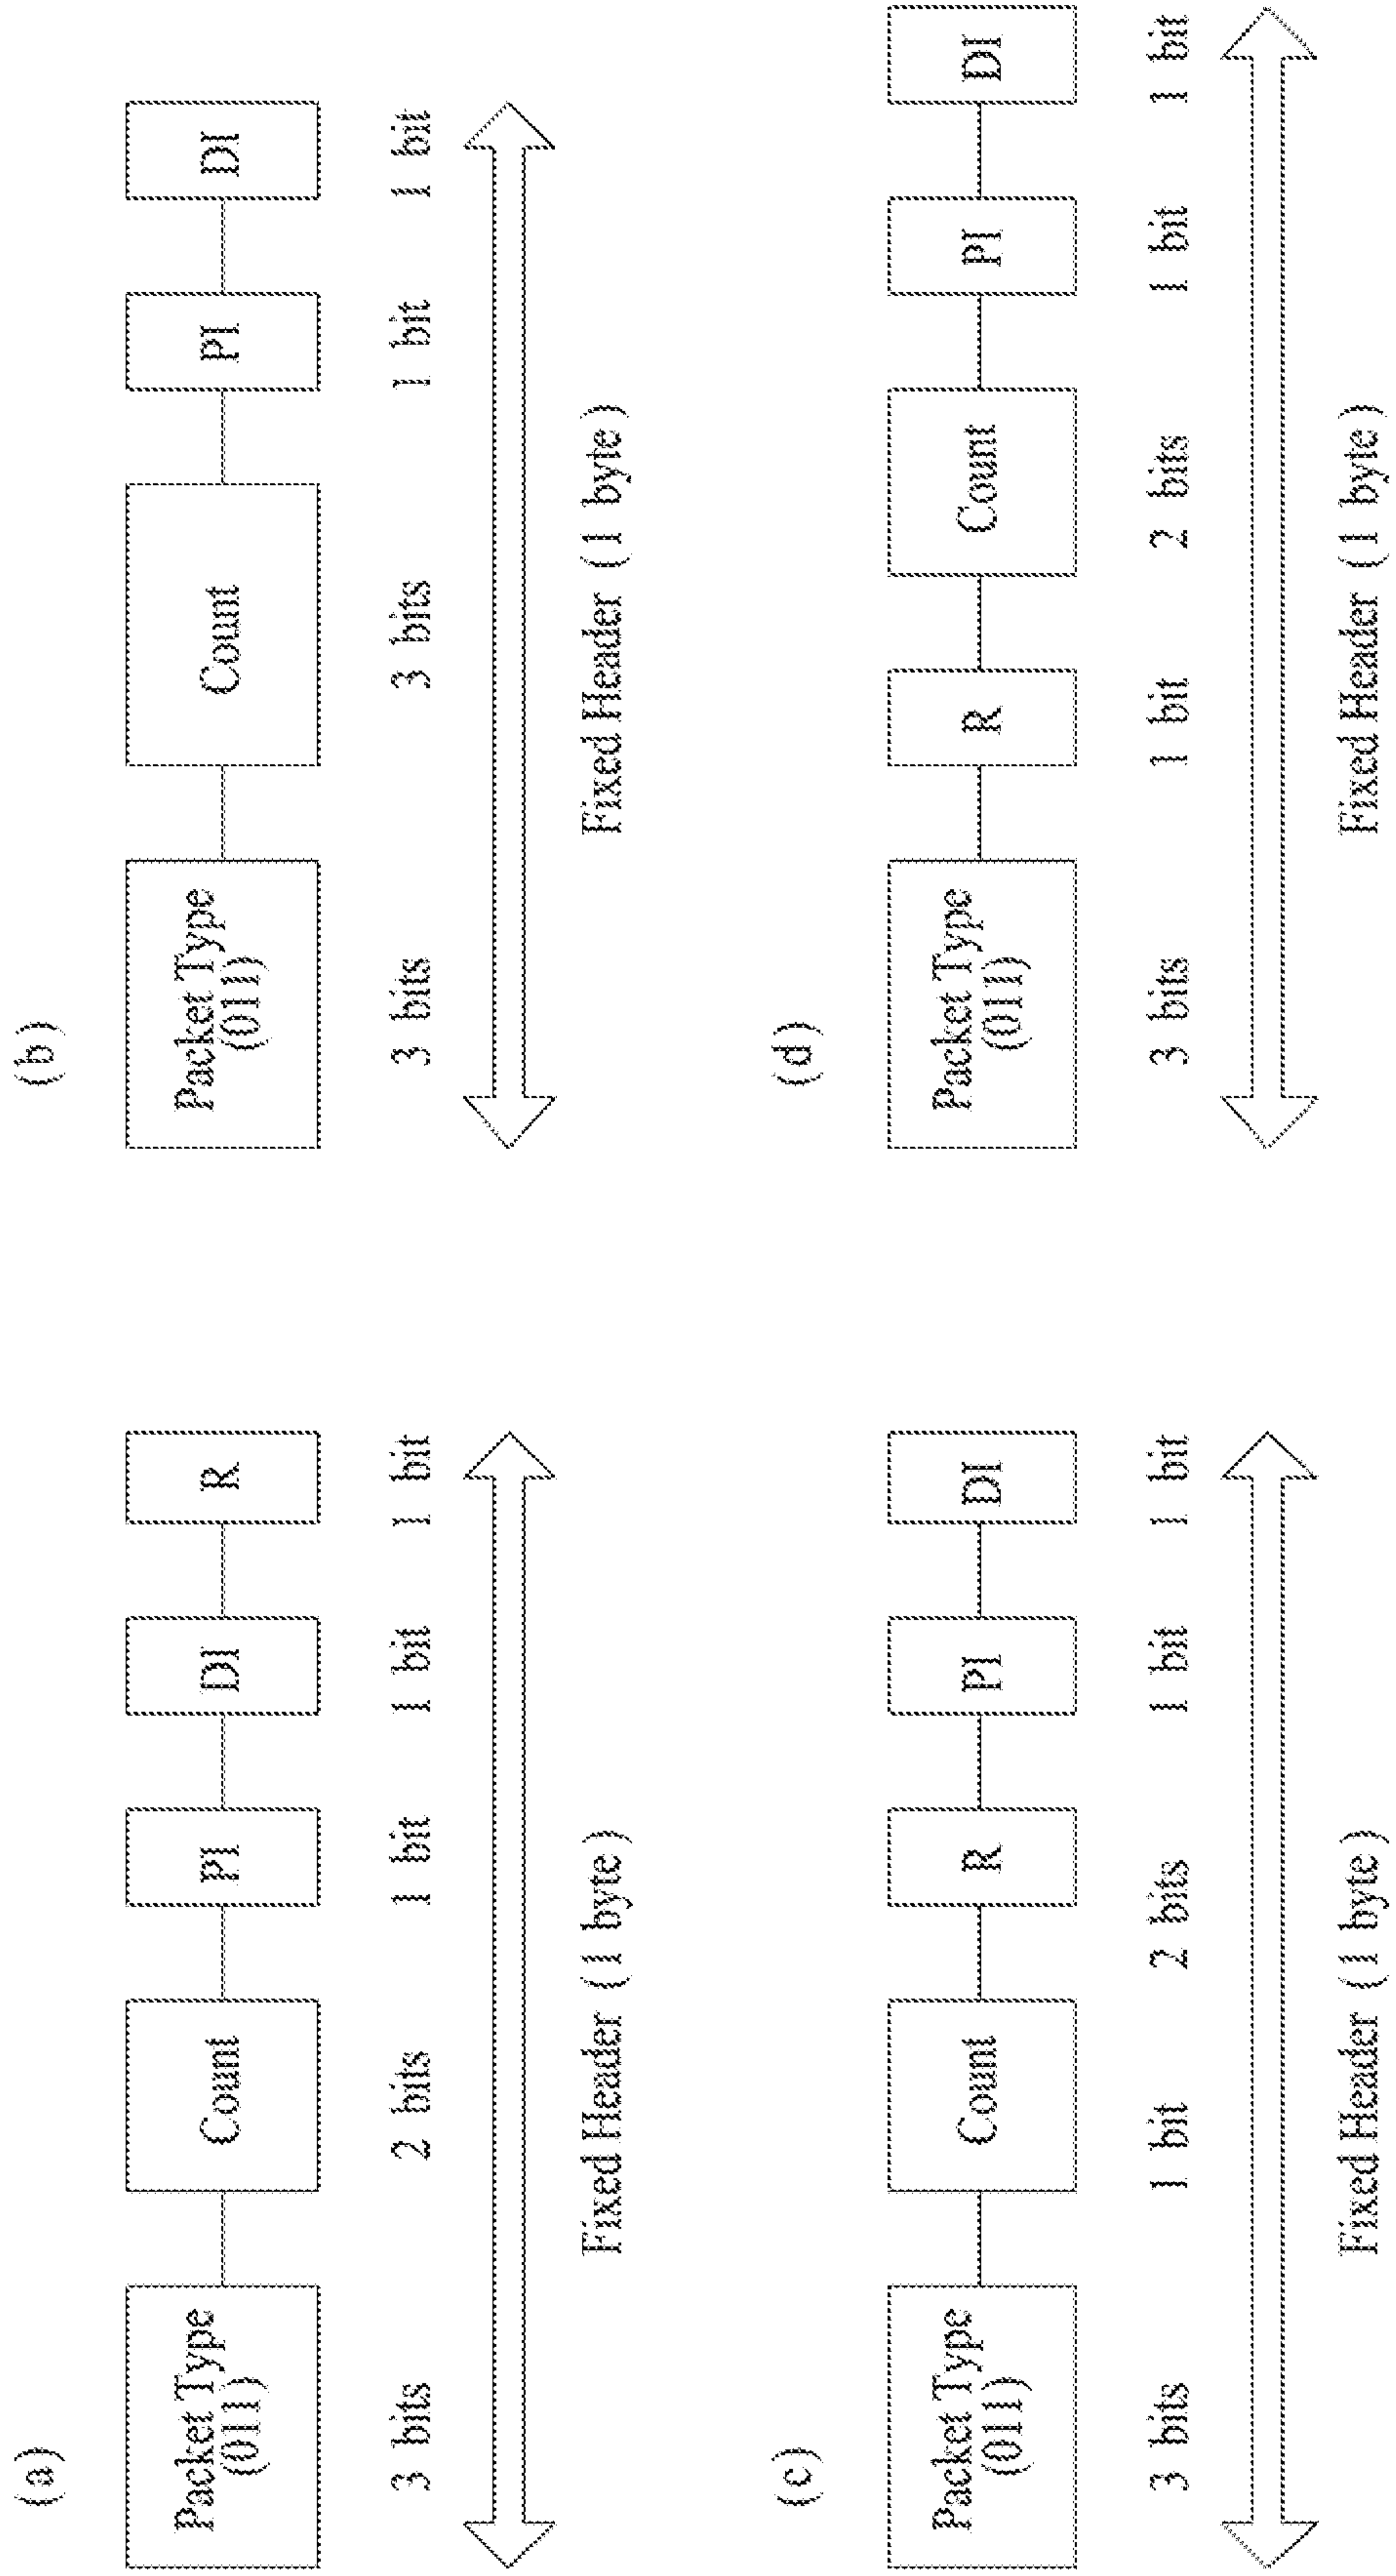 (a)
Packet Type
(011)
Count
PI
DI
R
3 bits
2 bits
1 bit
1 bit
1 bit
Fixed Header (1 byte)
(b)
Packet Type
(011)
Count
PI
DI
3 bits
3 bits
1 bit
1 bit
Fixed Header (1 byte)
(c)
Packet Type
(011)
Count
R
PI
DI
3 bits
1 bit
2 bits
1 bit
1 bit
Fixed Header (1 byte)
(d)
Packet Type
(011)
R
Count
PI
DI
3 bits
1 bit
2 bits
1 bit
1 bit
Fixed Header (1 byte)